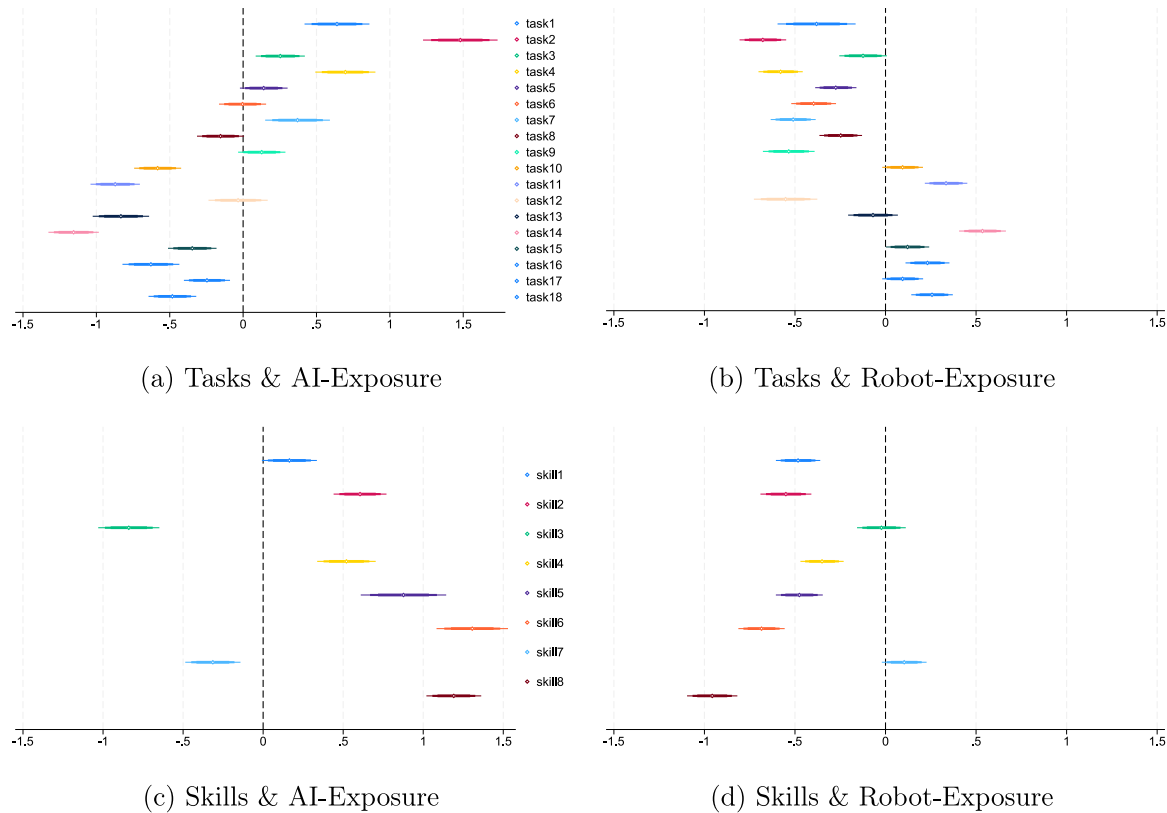 task1
task2
task3
task4
task5
task6
task7
task8
task9
task10
task11
task12
task13
task14
task15
task16
task17
task18
-1.5 -1 -.5 0 .5 1 1.5
-1.5 -1 -.5 0 .5 1 1.5
(a) Tasks & AI-Exposure
(b) Tasks & Robot-Exposure
skill1
skill2
skill3
skill4
skill5
skill6
skill7
skill8
-1.5 -1 -.5 0 .5 1 1.5
-1.5 -1 -.5 0 .5 1 1.5
(c) Skills & AI-Exposure
(d) Skills & Robot-Exposure